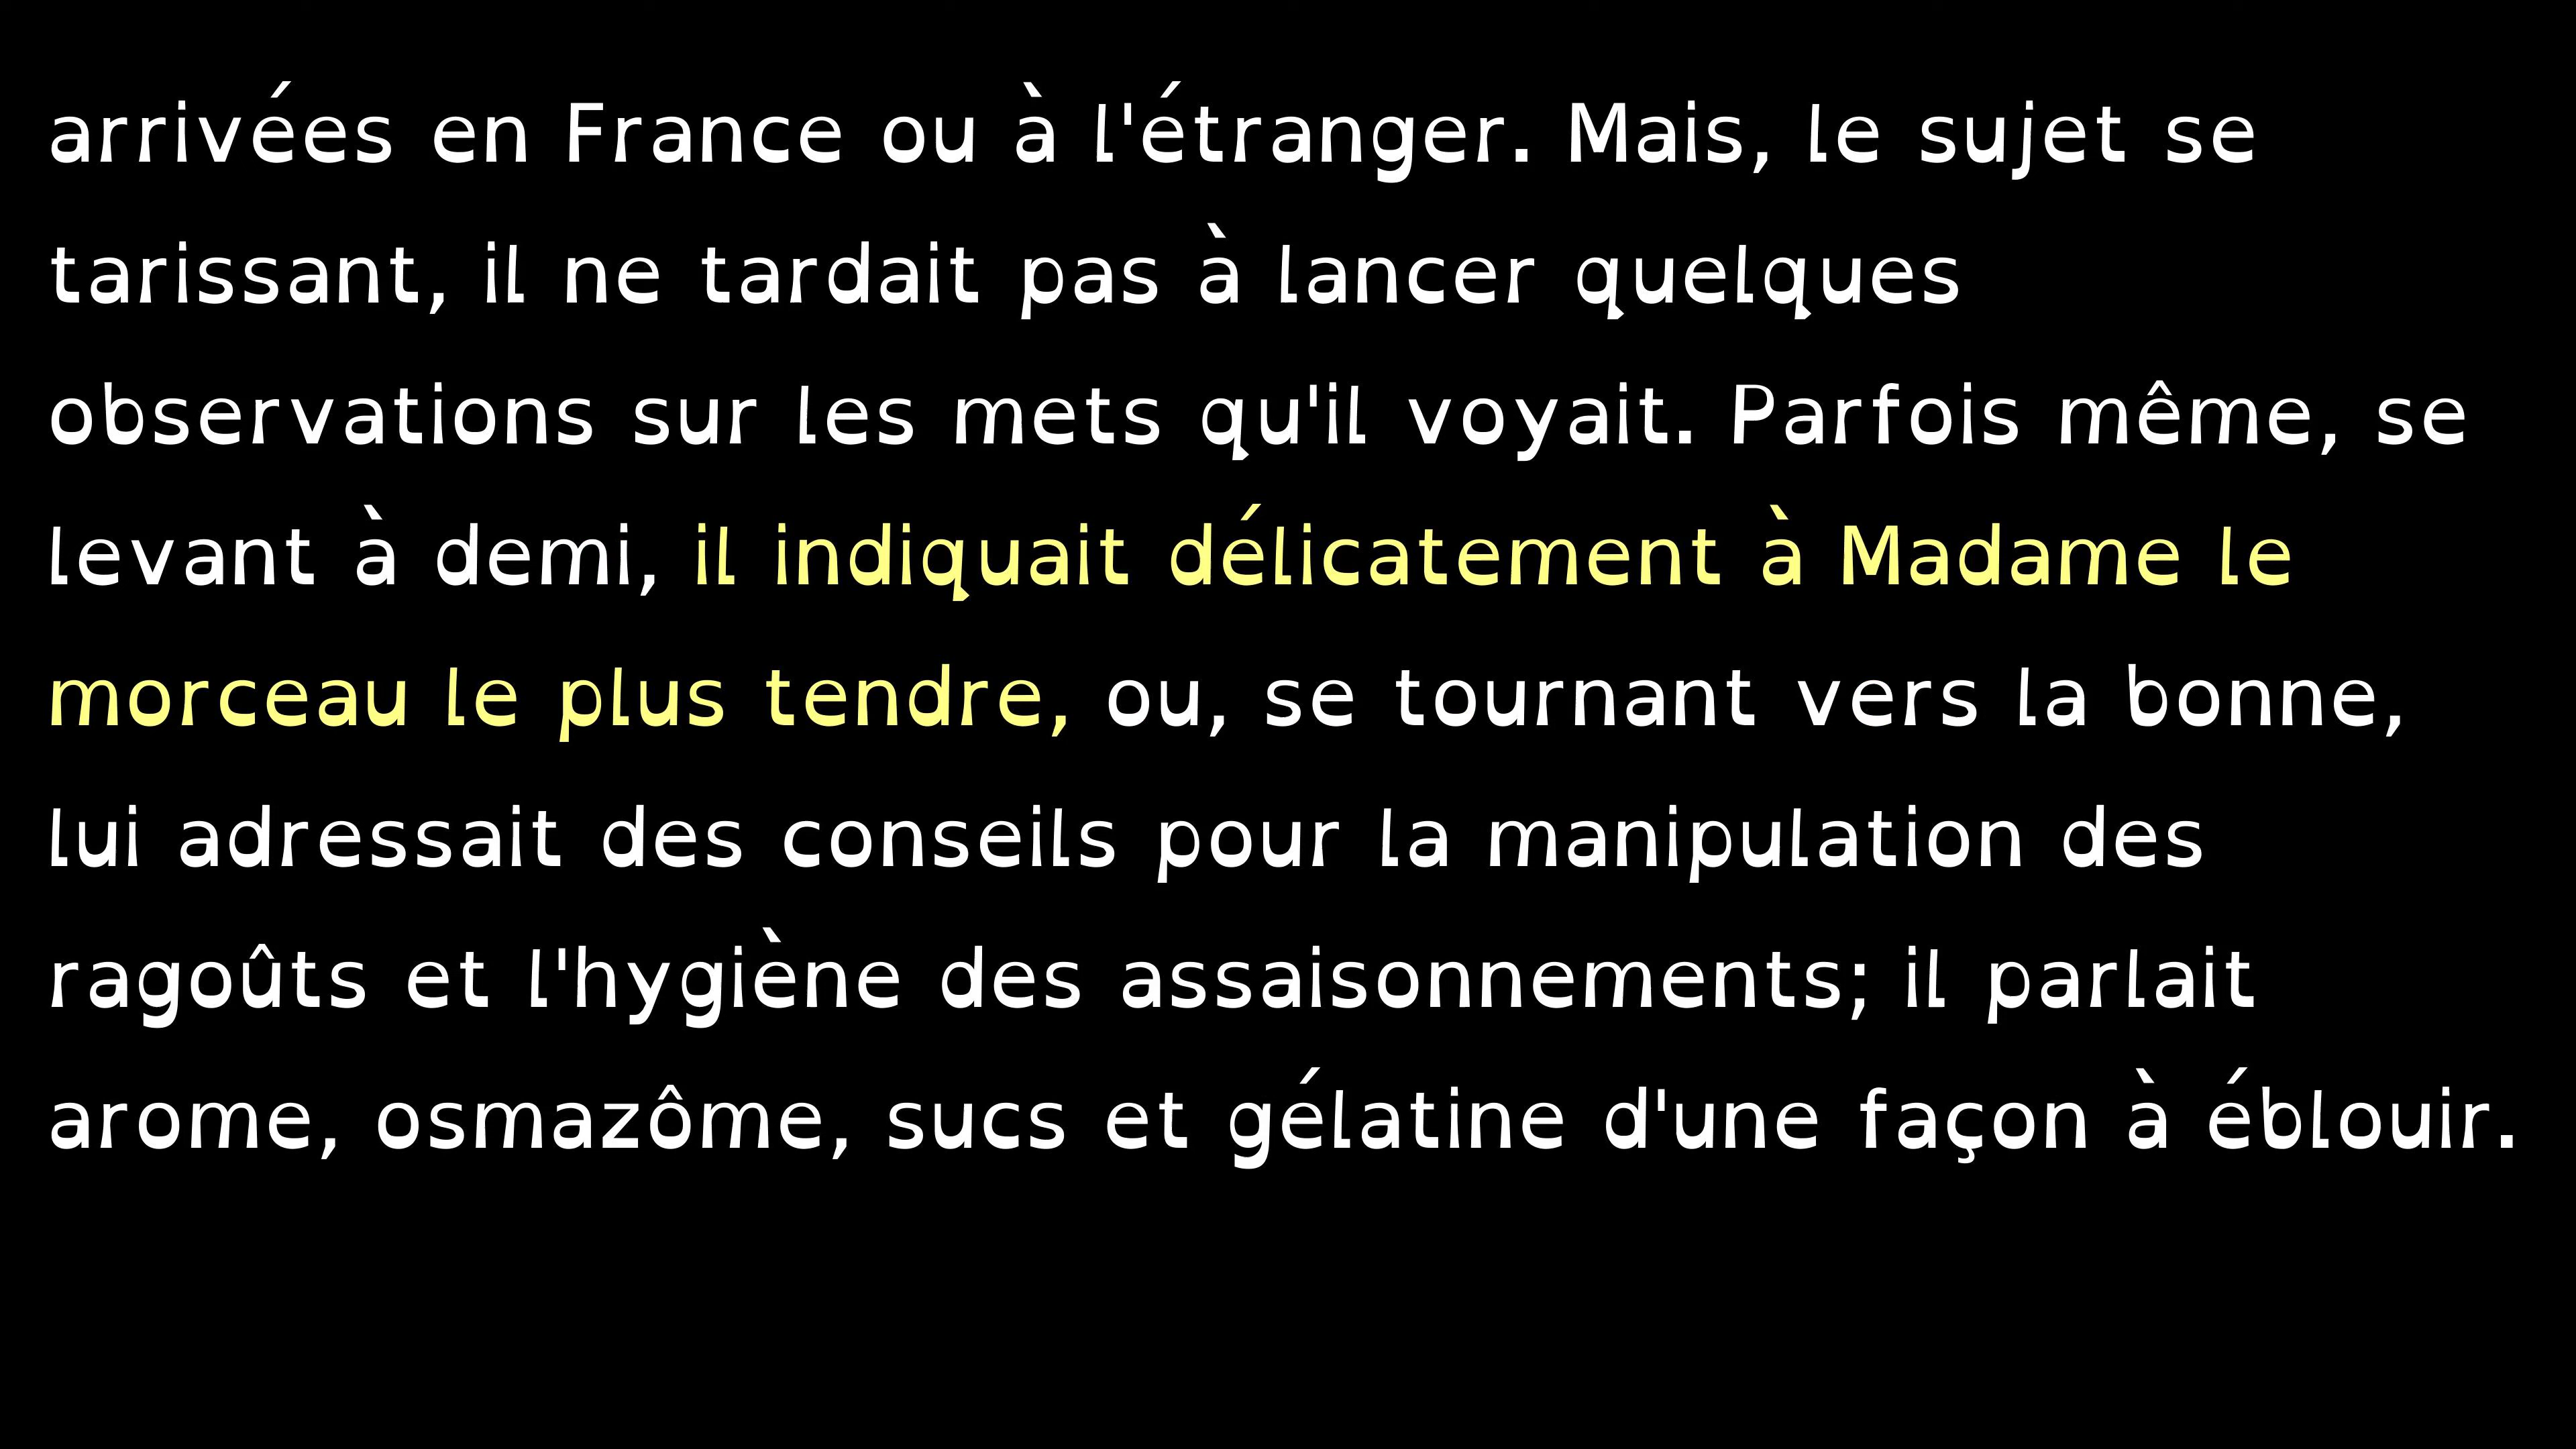 arrivées en France ou à l'étranger. Mais, le sujet se
tarissant, il ne tardait pas à lancer quelques
observations sur les mets qu'il voyait. Parfois même, se
levant à demi, il indiquait délicatement à Madame le
morceau le plus tendre, ou, se tournant vers la bonne,
lui adressait des conseils pour la manipulation des
ragoûts et l'hygiène des assaisonnements; il parlait
arome, osmazôme, sucs et gélatine d'une façon à éblouir.